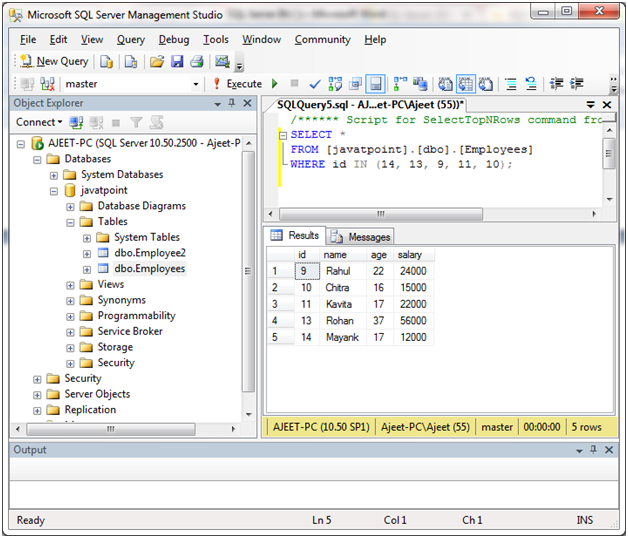 Microsoft SQL Server Management Studio
File Edit View Query Debug Tools Window Community Help
New Query
master Execute
Object Explorer
Connect
AJEET-PC (SQL Server 10.50.2500 - Ajeet-P
Databases
System Databases
javatpoint
Database Diagrams
Tables
System Tables
dbo.Employee2
dbo.Employees
Views
Synonyms
Programmability
Service Broker
Storage
Security
Security
Server Objects
Replication
SQLQuery5.sql - AJ...et-PC\Ajeet (55))*
/****** Script for SelectTopNRows command fro
SELECT *
FROM [javatpoint].[dbo].[Employees]
WHERE id IN (14, 13, 9, 11, 10);
Results Messages
id name age salary
1 9 Rahul 22 24000
2 10 Chitra 16 15000
3 11 Kavita 17 22000
4 13 Rohan 37 56000
5 14 Mayank 17 12000
AJEET-PC (10.50 SP1) Ajeet-PC\Ajeet (55) master 00:00:00 5 rows
Output
Ready Ln 5 Col 1 Ch 1 INS